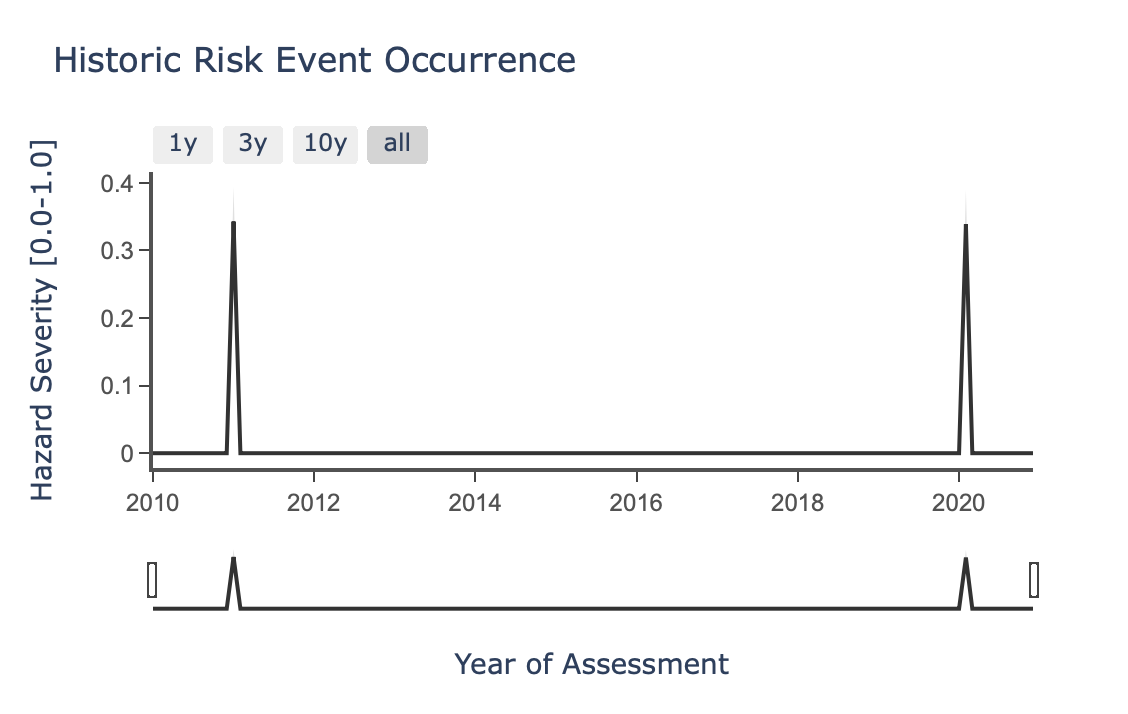 Historic Risk Event Occurrence
1y 3y 10y all
Hazard Severity [0.0-1.0]
0.4
0.3
0.2
0.1
0
2010 2012 2014 2016 2018 2020
Year of Assessment